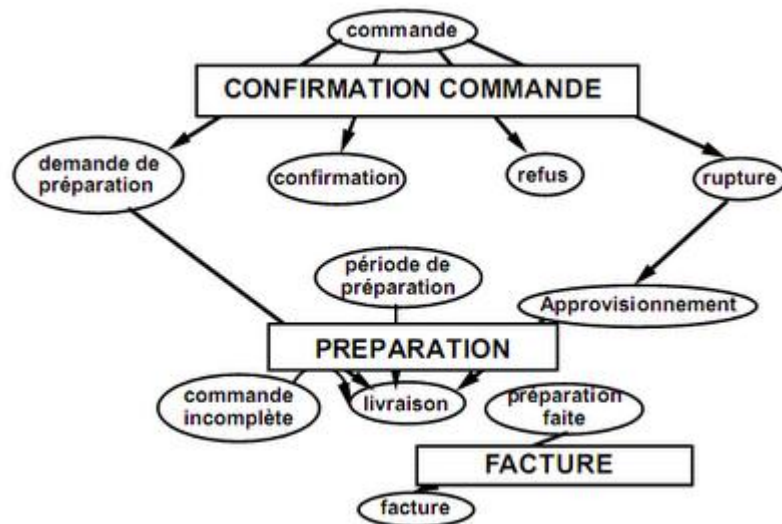 commande
CONFIRMATION COMMANDE
demande de
préparation
confirmation
refus
rupture
période de
préparation
Approvisionnement
PREPARATION
commande
incomplète
livraison
préparation
faite
FACTURE
facture